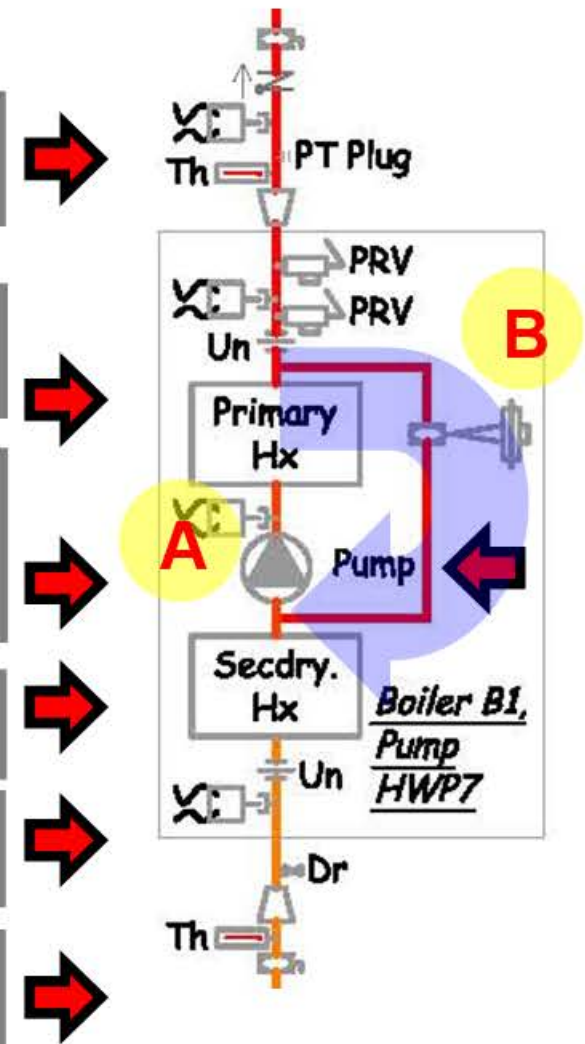 PT Plug
Th
PRV
PRV
Un
B
Primary
Hx
A
Pump
Secdry.
Hx
Boiler B1,
Pump
HWP7
Un
Dr
Th